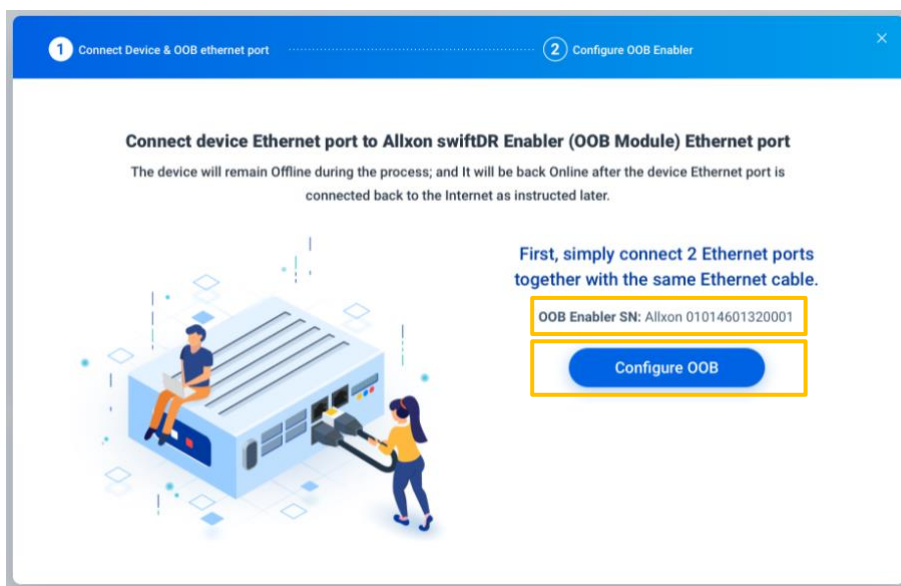 1 Connect Device & OOB ethernet port
2 Configure OOB Enabler
Connect device Ethernet port to Allxon swiftDR Enabler (OOB Module) Ethernet port
The device will remain Offline during the process; and It will be back Online after the device Ethernet port is
connected back to the Internet as instructed later.
First, simply connect 2 Ethernet ports
together with the same Ethernet cable.
OOB Enabler SN: Allxon 01014601320001
Configure OOB